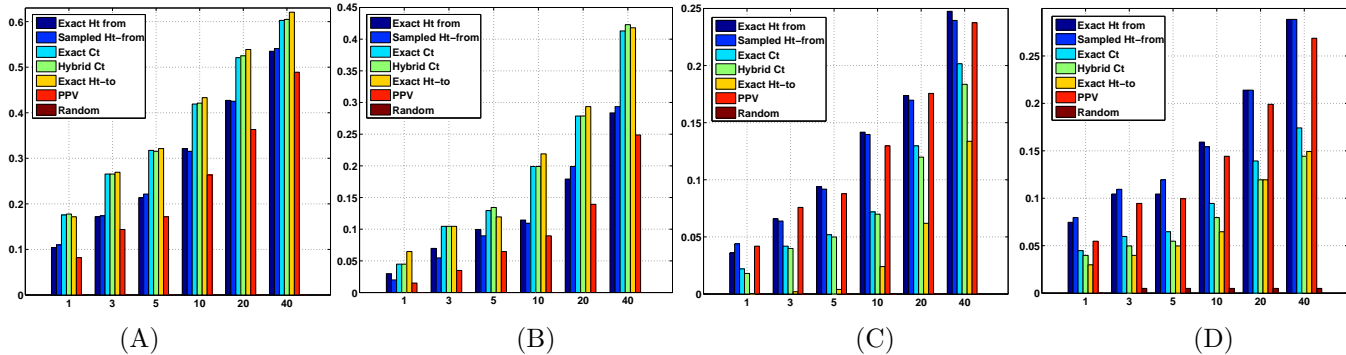 0.6
0.5
0.4
0.3
0.2
0.1
0
Exact Ht from
Sampled Ht-from
Exact Ct
Hybrid Ct
Exact Ht-to
PPV
Random
1 3 5 10 20 40
(A)
0.45
0.4
0.35
0.3
0.25
0.2
0.15
0.1
0.05
0
Exact Ht from
Sampled Ht-from
Exact Ct
Hybrid Ct
Exact Ht-to
PPV
Random
1 3 5 10 20 40
(B)
0.25
0.2
0.15
0.1
0.05
0
Exact Ht from
Sampled Ht-from
Exact Ct
Hybrid Ct
Exact Ht-to
PPV
Random
1 3 5 10 20 40
(C)
0.25
0.2
0.15
0.1
0.05
0
Exact Ht from
Sampled Ht-from
Exact Ct
Hybrid Ct
Exact Ht-to
PPV
Random
1 3 5 10 20 40
(D)